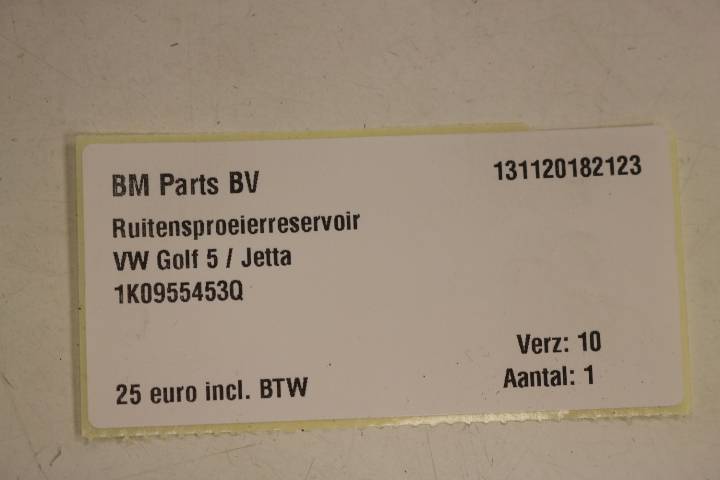 BM Parts BV
131120182123
Ruitensproeierreservoir
VW Golf 5 / Jetta
1K0955453Q
Verz: 10
25 euro incl. BTW
Aantal: 1